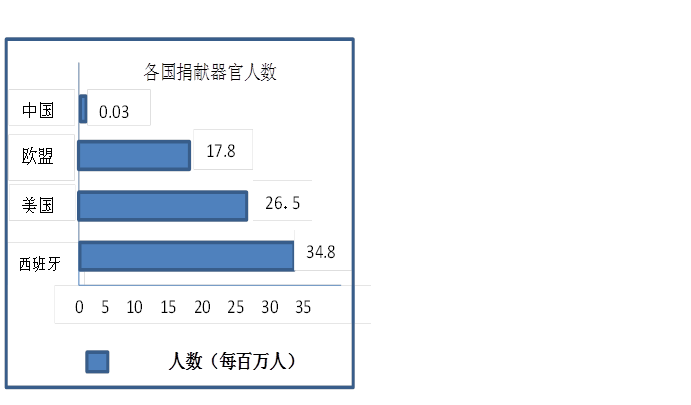 各国捐献器官人数
中国 0.03
欧盟 17.8
美国 26.5
西班牙 34.8
0 5 10 15 20 25 30 35
人数（每百万人）